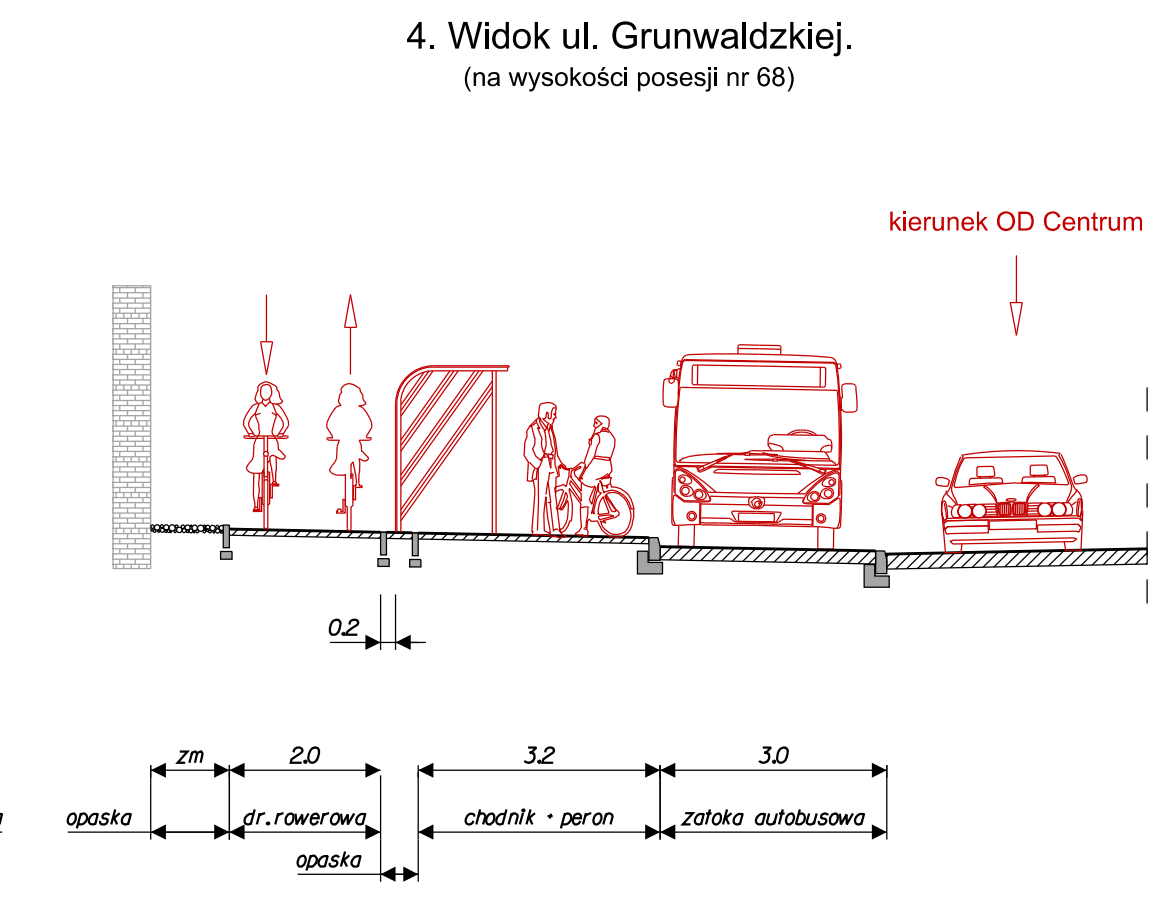 4. Widok ul. Grunwaldzkiej.
(na wysokości posesji nr 68)
kierunek OD Centrum
0.2
zm 2.0 3.2 3.0
opaska dr.rowerowa chodnik + peron zatoka autobusowa
opaska